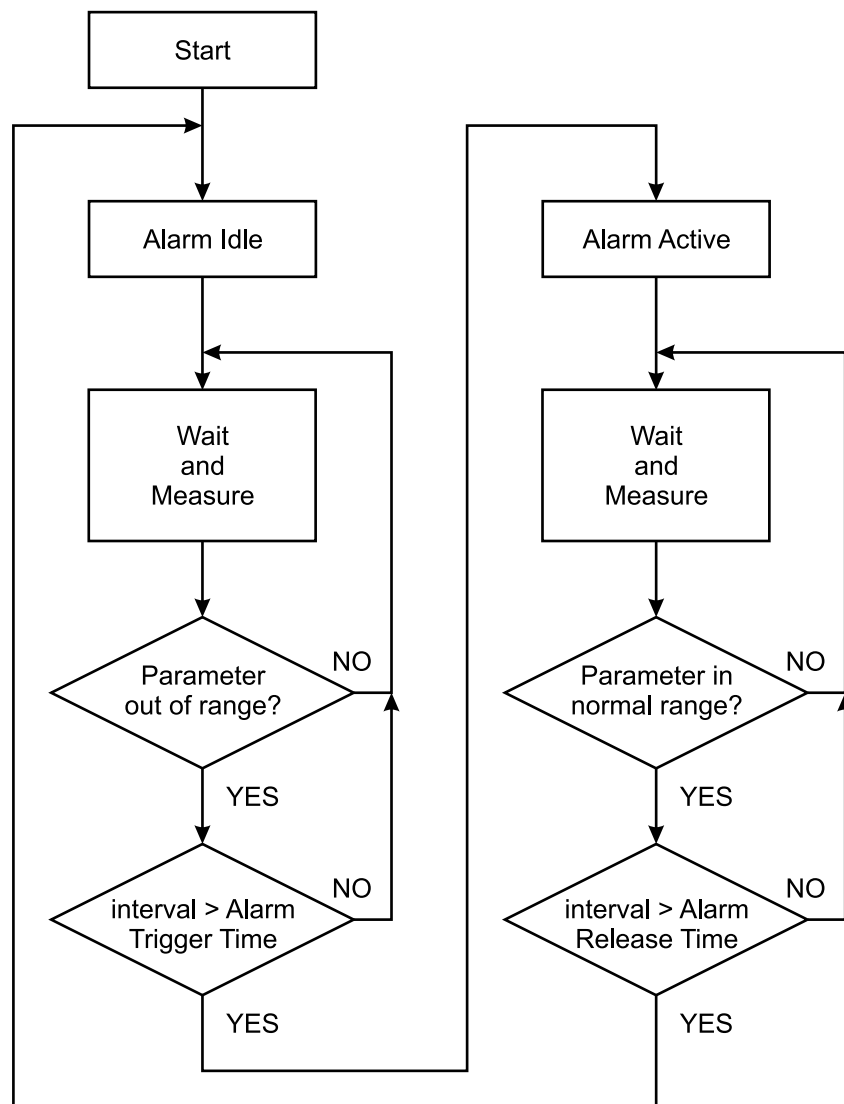 Start
Alarm Idle
Wait
and
Measure
Parameter
out of range?
NO
YES
interval > Alarm
Trigger Time
NO
YES
Alarm Active
Wait
and
Measure
Parameter in
normal range?
NO
YES
interval > Alarm
Release Time
NO
YES